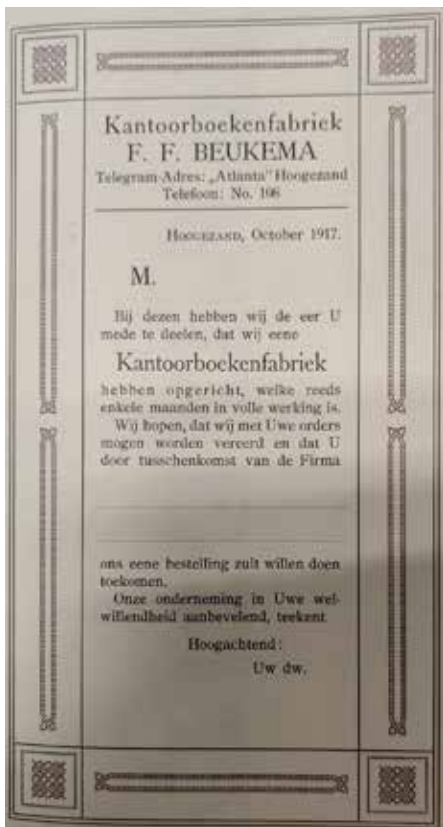 Kantoorboekenfabriek
F. F. BEUKEMA
Telegram-Adres: „Atlanta" Hoogezand
Telefoon: No. 106
HOOGEZAND, October 1917.
M.
Bij dezen hebben wij de eer U
mede te deelen, dat wij eene
Kantoorboekenfabriek
hebben opgericht, welke reeds
enkele maanden in volle werking is.
Wij hopen, dat wij met Uwe orders
mogen worden vereerd en dat U
door tusschenkomst van de Firma
ons eene bestelling zult willen doen
toekomen.
Onze onderneming in Uwe wel-
willendheid aanbevelend, teekent
Hoogachtend:
Uw dw.